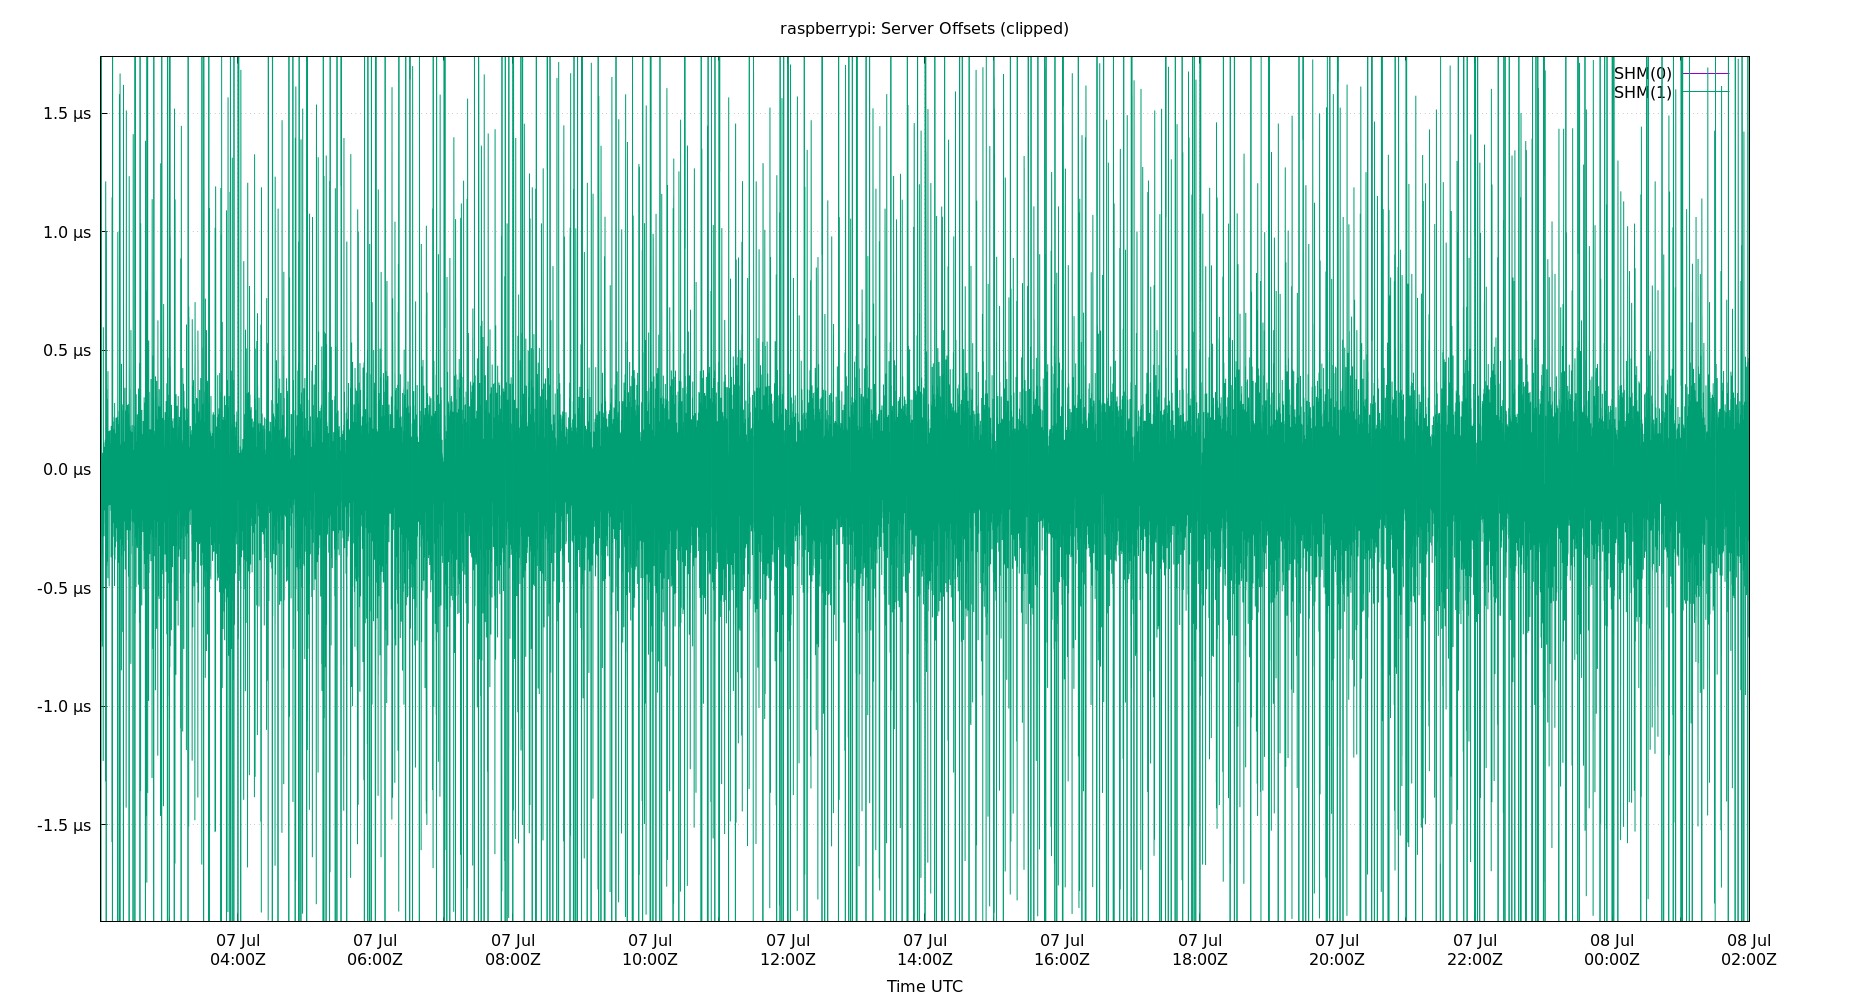 raspberrypi: Server Offsets (clipped)
SHM(0)
SHM(1)
1.5 µs
1.0 µs
0.5 µs
0.0 µs
-0.5 µs
-1.0 µs
-1.5 µs
07 Jul 07 Jul 07 Jul 07 Jul 07 Jul 07 Jul 07 Jul 07 Jul 07 Jul 07 Jul 08 Jul 08 Jul
04:00Z 06:00Z 08:00Z 10:00Z 12:00Z 14:00Z 16:00Z 18:00Z 20:00Z 22:00Z 00:00Z 02:00Z
Time UTC